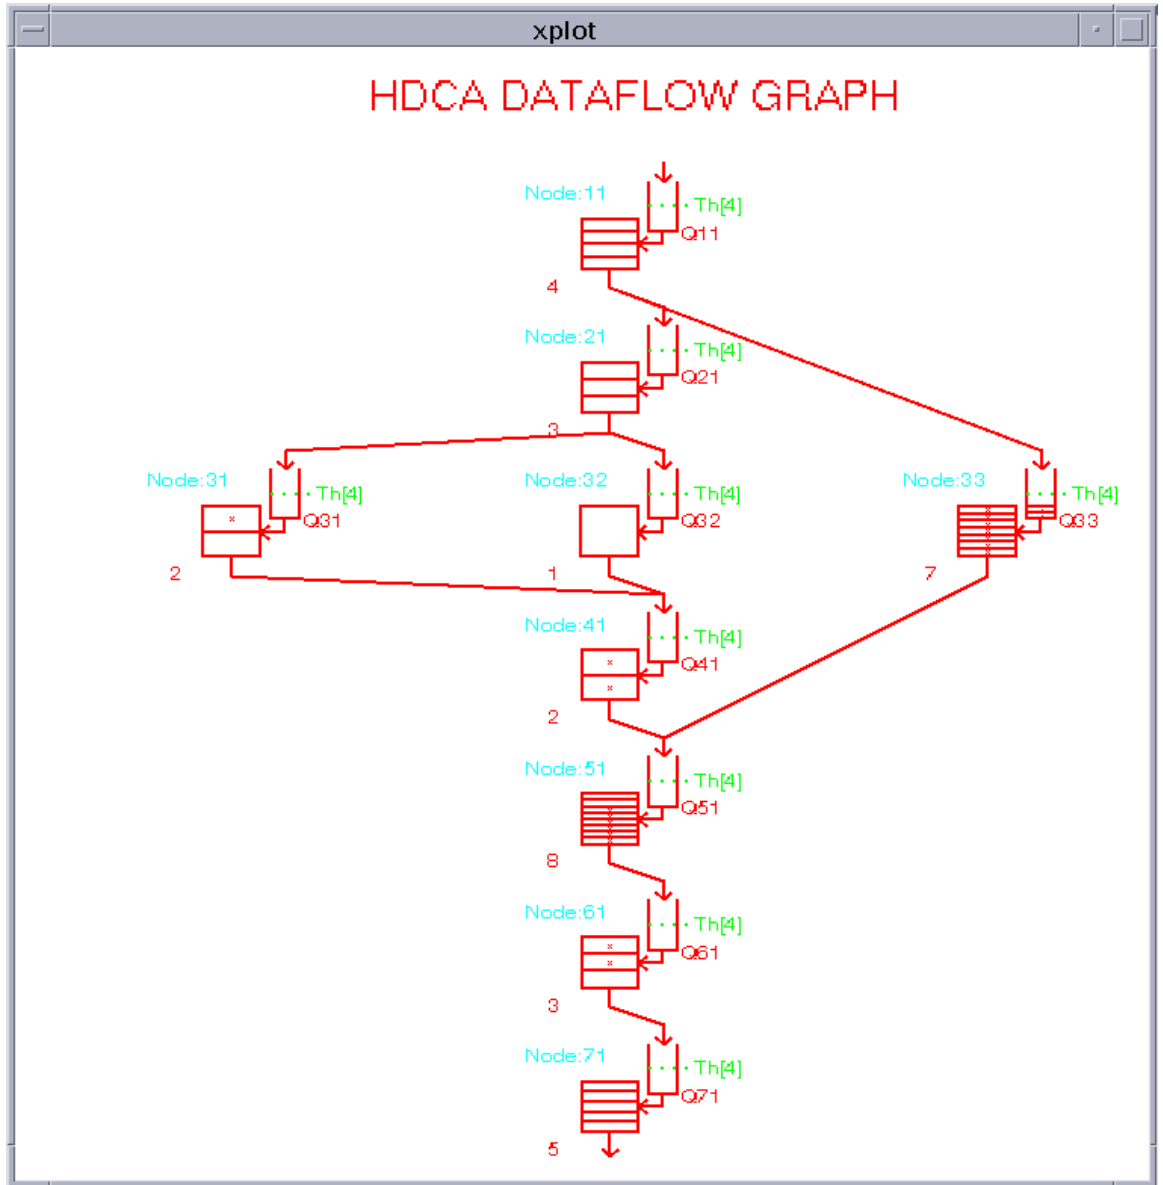 xplot
HDCA DATAFLOW GRAPH
Node:11
Th[4]
Q11
4
Node:21
Th[4]
Q21
3
Node:31
Th[4]
Q31
2
Node:32
Th[4]
Q32
1
Node:33
Th[4]
Q33
7
Node:41
Th[4]
Q41
2
Node:51
Th[4]
Q51
8
Node:61
Th[4]
Q61
3
Node:71
Th[4]
Q71
5